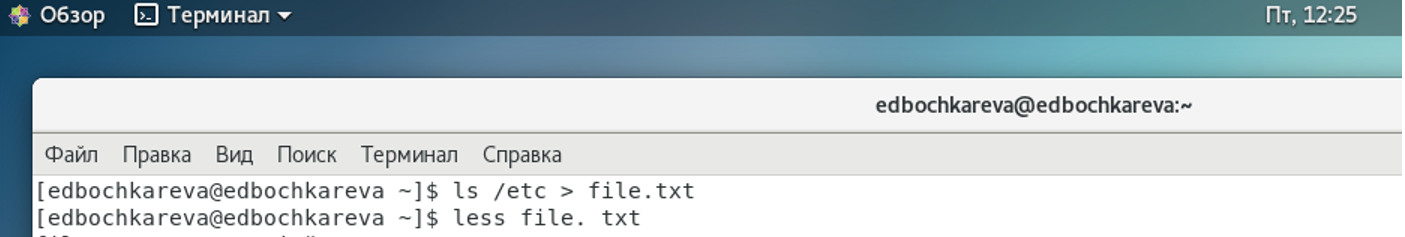 Обзор Терминал Пт, 12:25
edbochkareva@edbochkareva:~
Файл Правка Вид Поиск Терминал Справка
[edbochkareva@edbochkareva ~]$ ls /etc > file.txt
[edbochkareva@edbochkareva ~]$ less file. txt